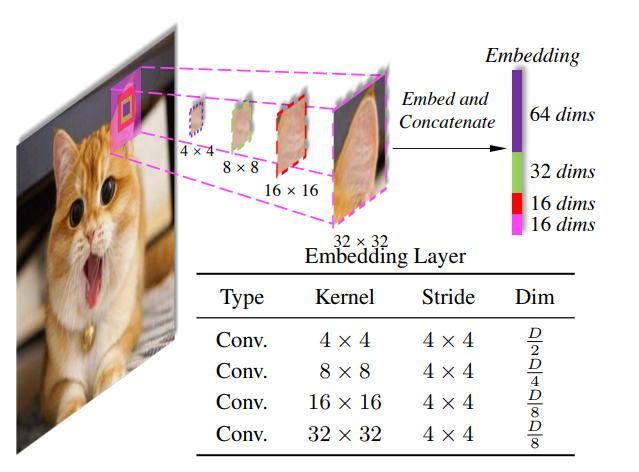 Embedding
Embed and
Concatenate
64 dims
32 dims
16 dims
16 dims
4 × 4
8 × 8
16 × 16
32 × 32
Embedding Layer
Type Kernel Stride Dim
Conv. 4 × 4 4 × 4 D/2
Conv. 8 × 8 4 × 4 D/4
Conv. 16 × 16 4 × 4 D/8
Conv. 32 × 32 4 × 4 D/8